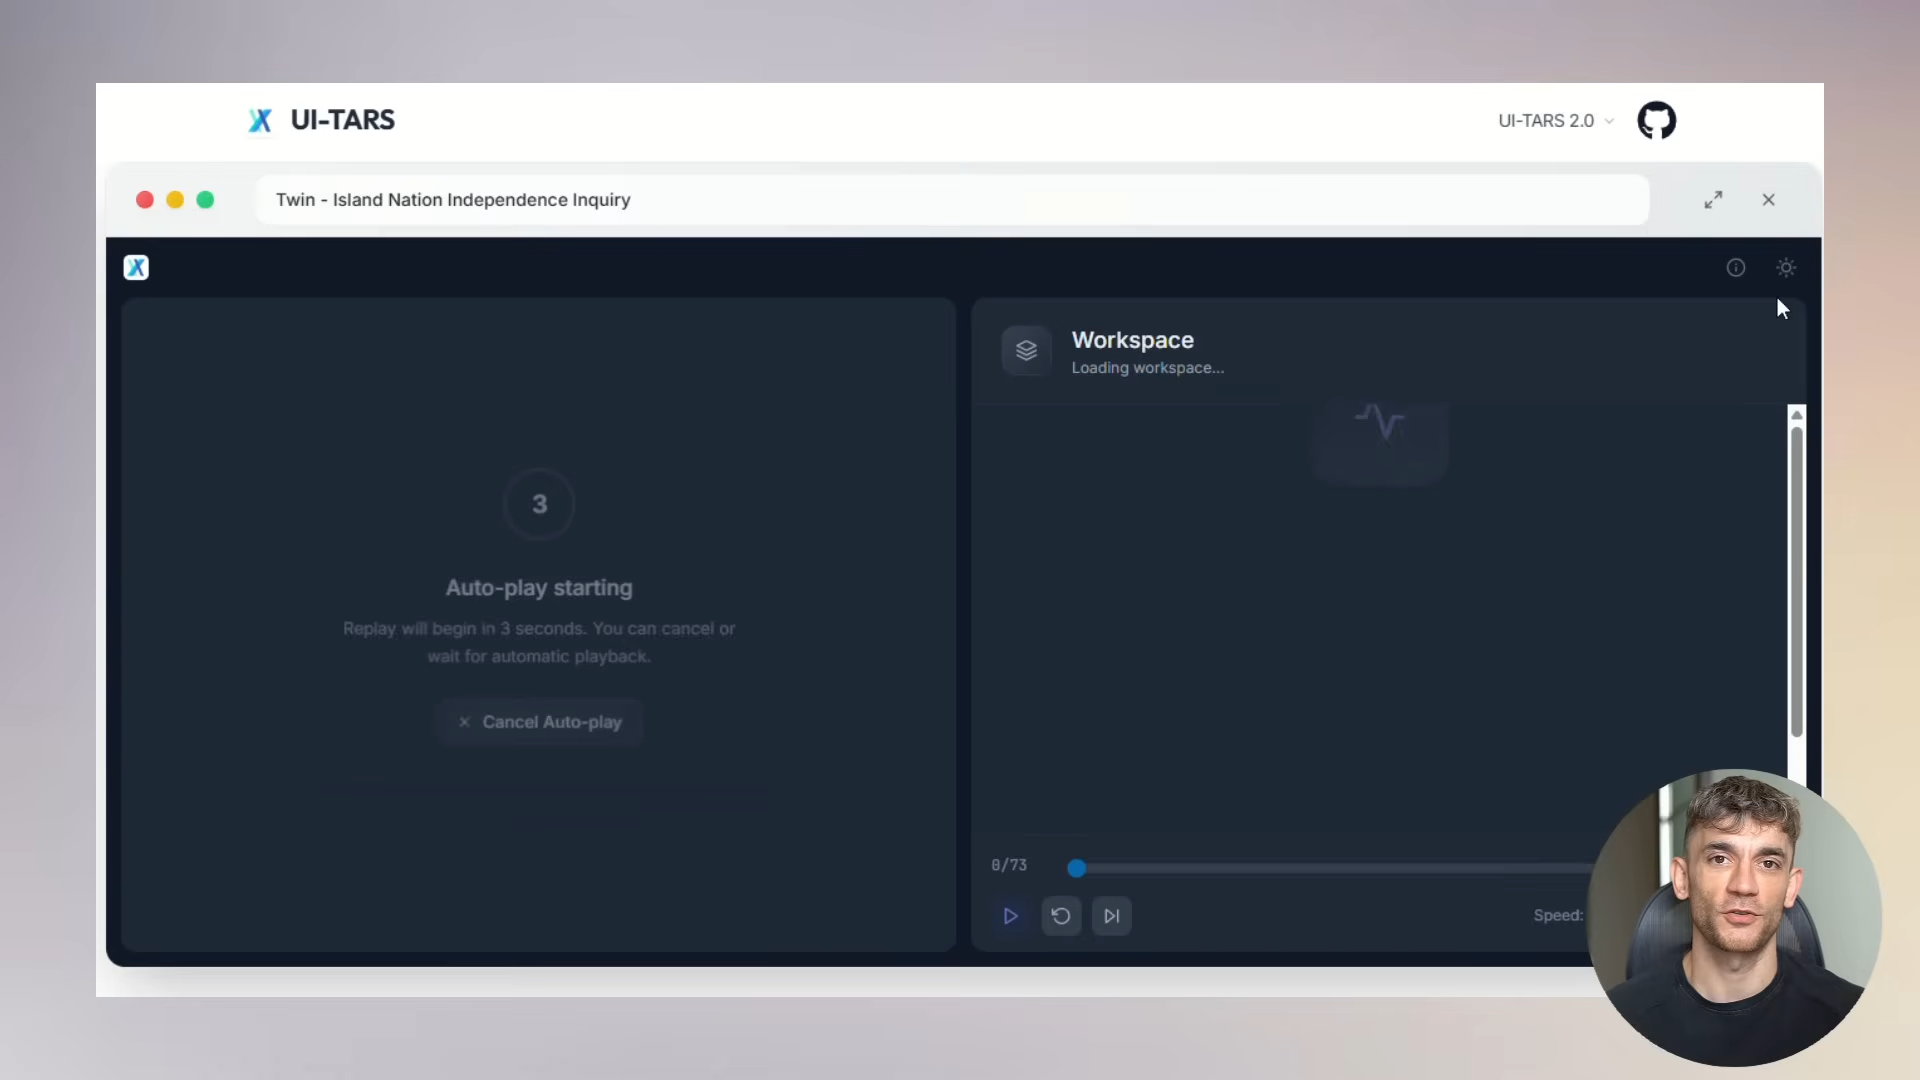 UI-TARS
UI-TARS 2.0
Twin - Island Nation Independence Inquiry
Workspace
Loading workspace...
3
Auto-play starting
Replay will begin in 3 seconds. You can cancel or
wait for automatic playback.
Cancel Auto-play
0/73
Speed: